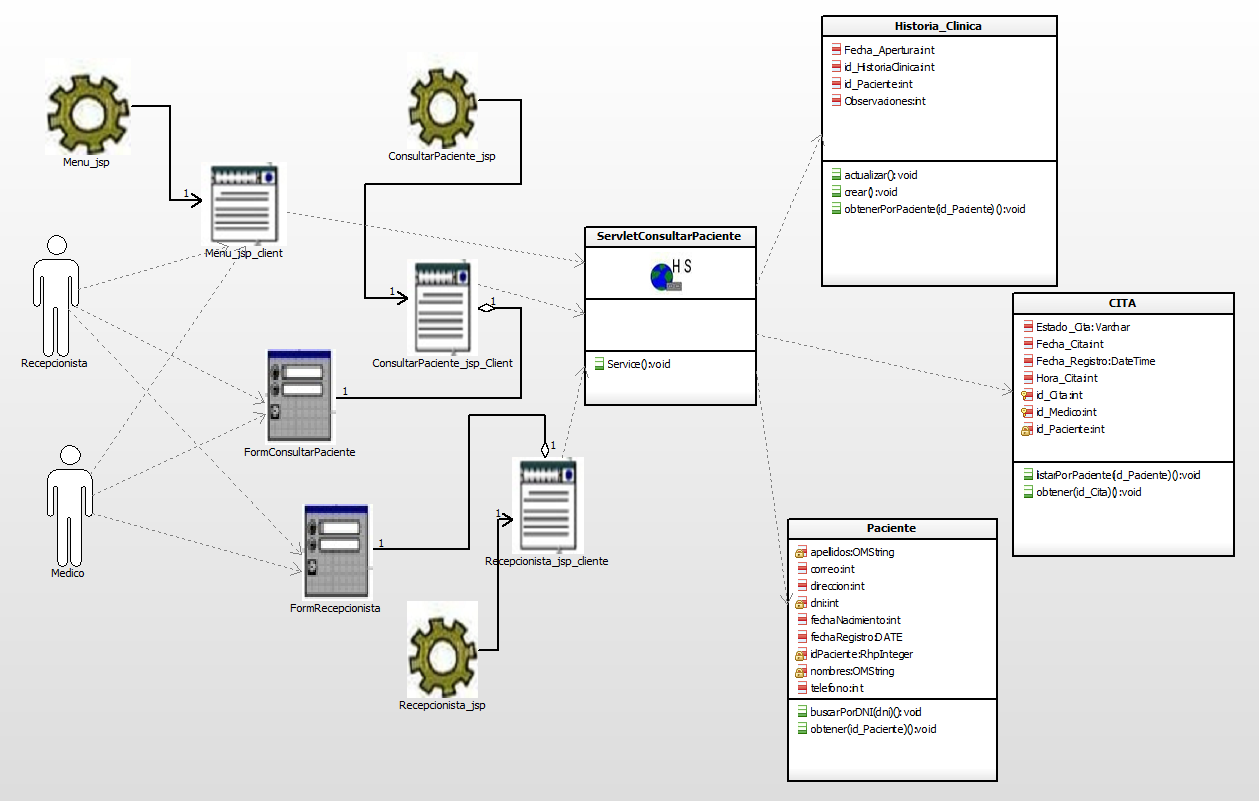 Menu_jsp
ConsultarPaciente_jsp
1
Menu_jsp_client
Recepcionista
1
1
ConsultarPaciente_jsp_Client
1
FormConsultarPaciente
Medico
1
FormRecepcionista
1
1
Recepcionista_jsp_cliente
Recepcionista_jsp
ServletConsultarPaciente
H S
Service():void
Historia_Clinica
Fecha_Apertura:int
id_HistoriaClinica:int
id_Paciente:int
Observaciones:int
actualizar():void
crear():void
obtenerPorPaciente(id_Paciente)():void
CITA
Estado_Cita:Varchar
Fecha_Cita:int
Fecha_Registro:DateTime
Hora_Cita:int
id_Cita:int
id_Medico:int
id_Paciente:int
listarPorPaciente(id_Paciente)():void
obtener(id_Cita)():void
Paciente
apellidos:OMString
correo:int
direccion:int
dni:int
fechaNacimiento:int
fechaRegistro:DATE
idPaciente:RhpInteger
nombres:OMString
telefono:int
buscarPorDNI(dni)():void
obtener(id_Paciente)():void